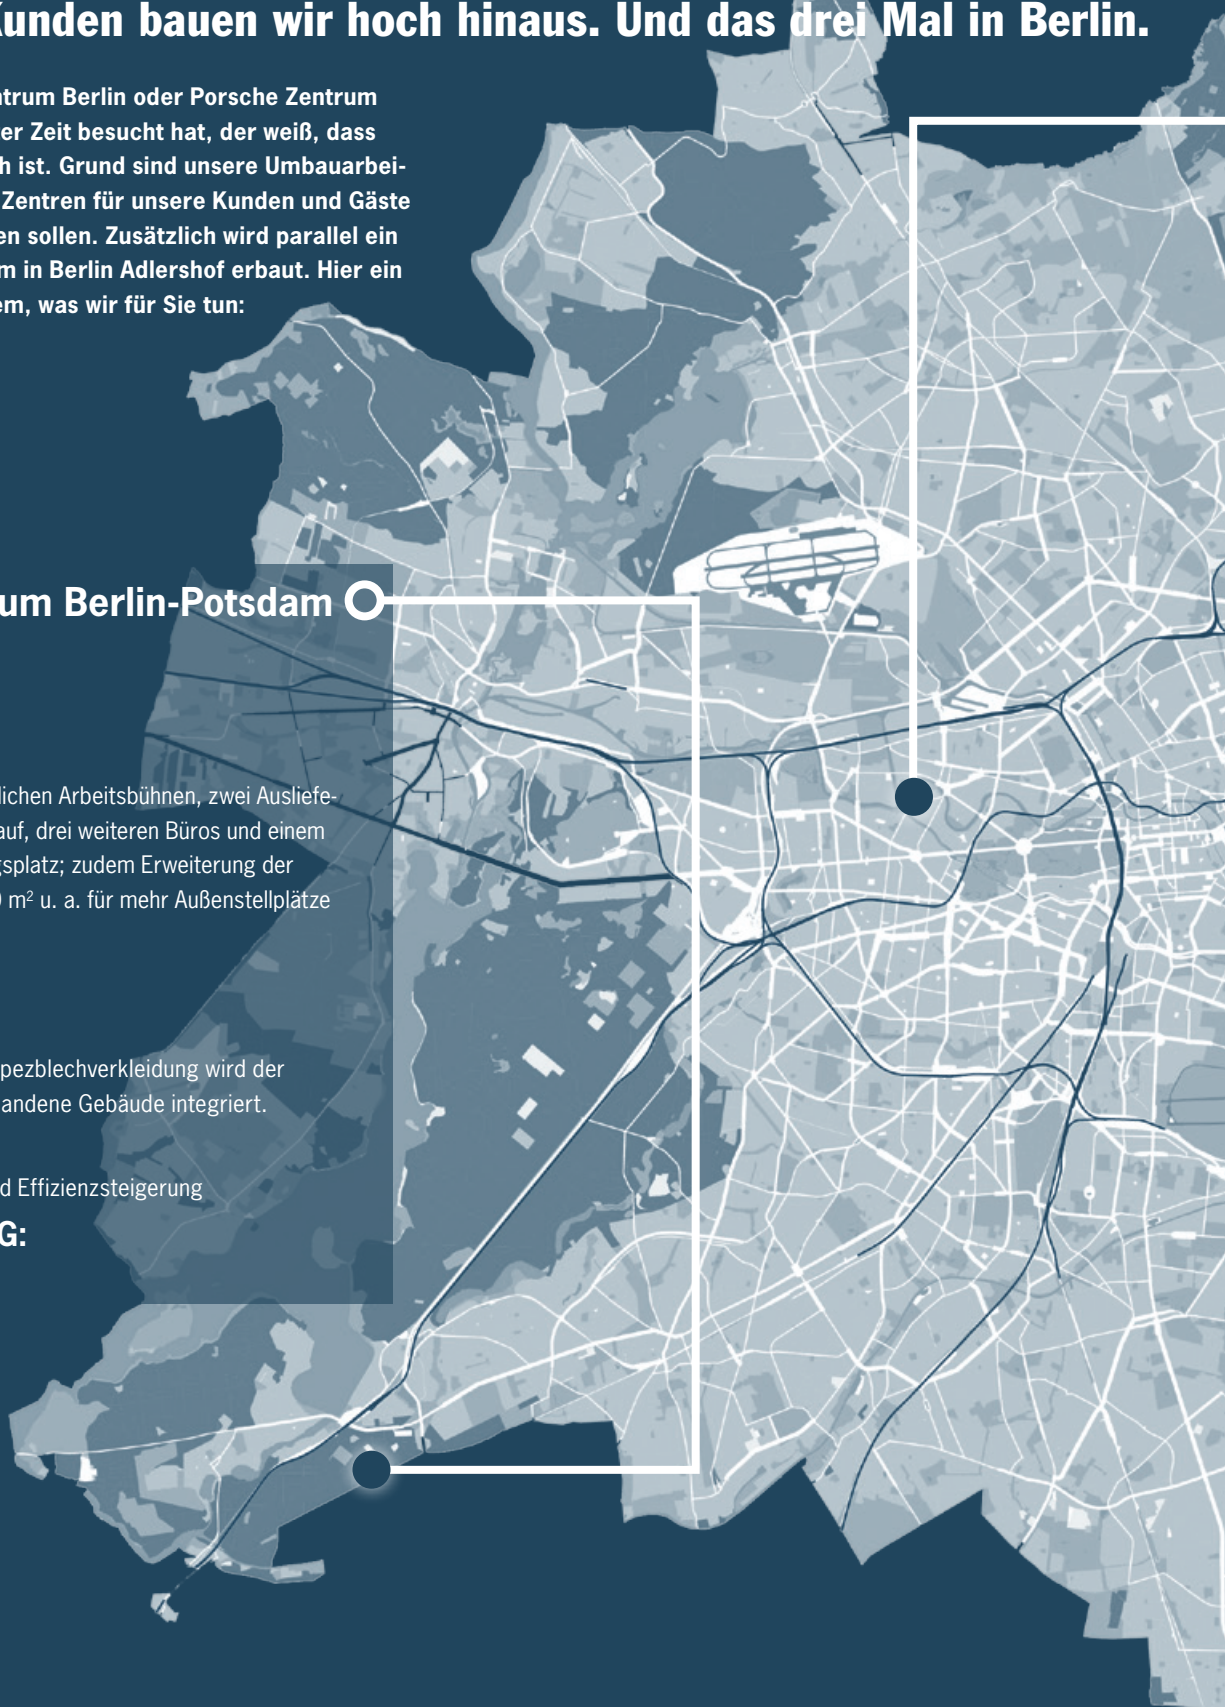 Kunden bauen wir hoch hinaus. Und das drei Mal in Berlin.
ntrum Berlin oder Porsche Zentrum
er Zeit besucht hat, der weiß, dass
h ist. Grund sind unsere Umbauarbei-
Zentren für unsere Kunden und Gäste
en sollen. Zusätzlich wird parallel ein
m in Berlin Adlershof erbaut. Hier ein
em, was wir für Sie tun:
um Berlin-Potsdam
lichen Arbeitsbühnen, zwei Ausliefe-
auf, drei weiteren Büros und einem
gsplatz; zudem Erweiterung der
0 m² u. a. für mehr Außenstellplätze
pezblechverkleidung wird der
andene Gebäude integriert.
d Effizienzsteigerung
G: